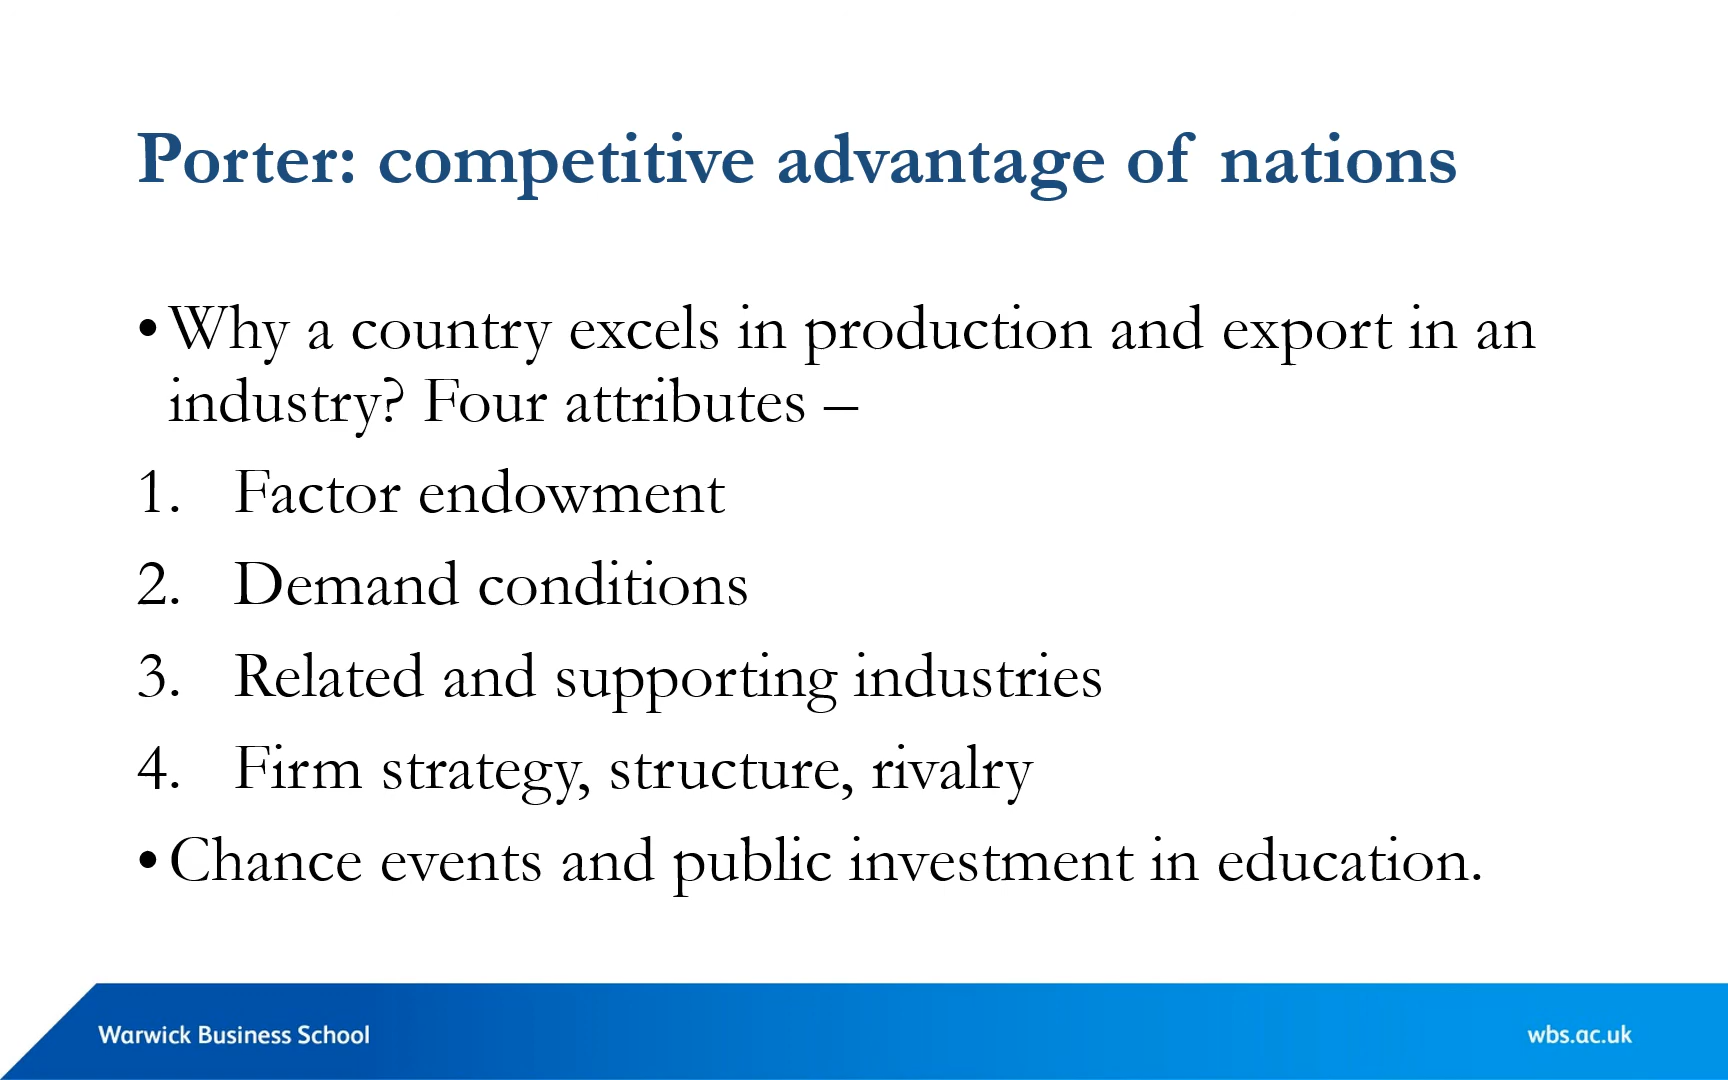 Porter: competitive advantage of nations
• Why a country excels in production and export in an
industry? Four attributes –
1. Factor endowment
2. Demand conditions
3. Related and supporting industries
4. Firm strategy, structure, rivalry
• Chance events and public investment in education.
Warwick Business School
wbs.ac.uk